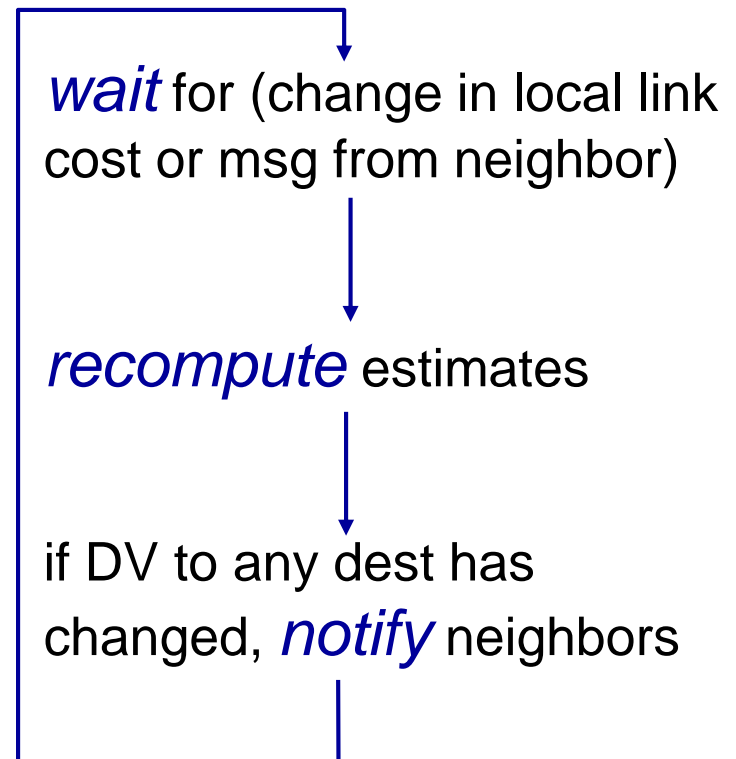 wait for (change in local link
cost or msg from neighbor)
recompute estimates
if DV to any dest has
changed, notify neighbors